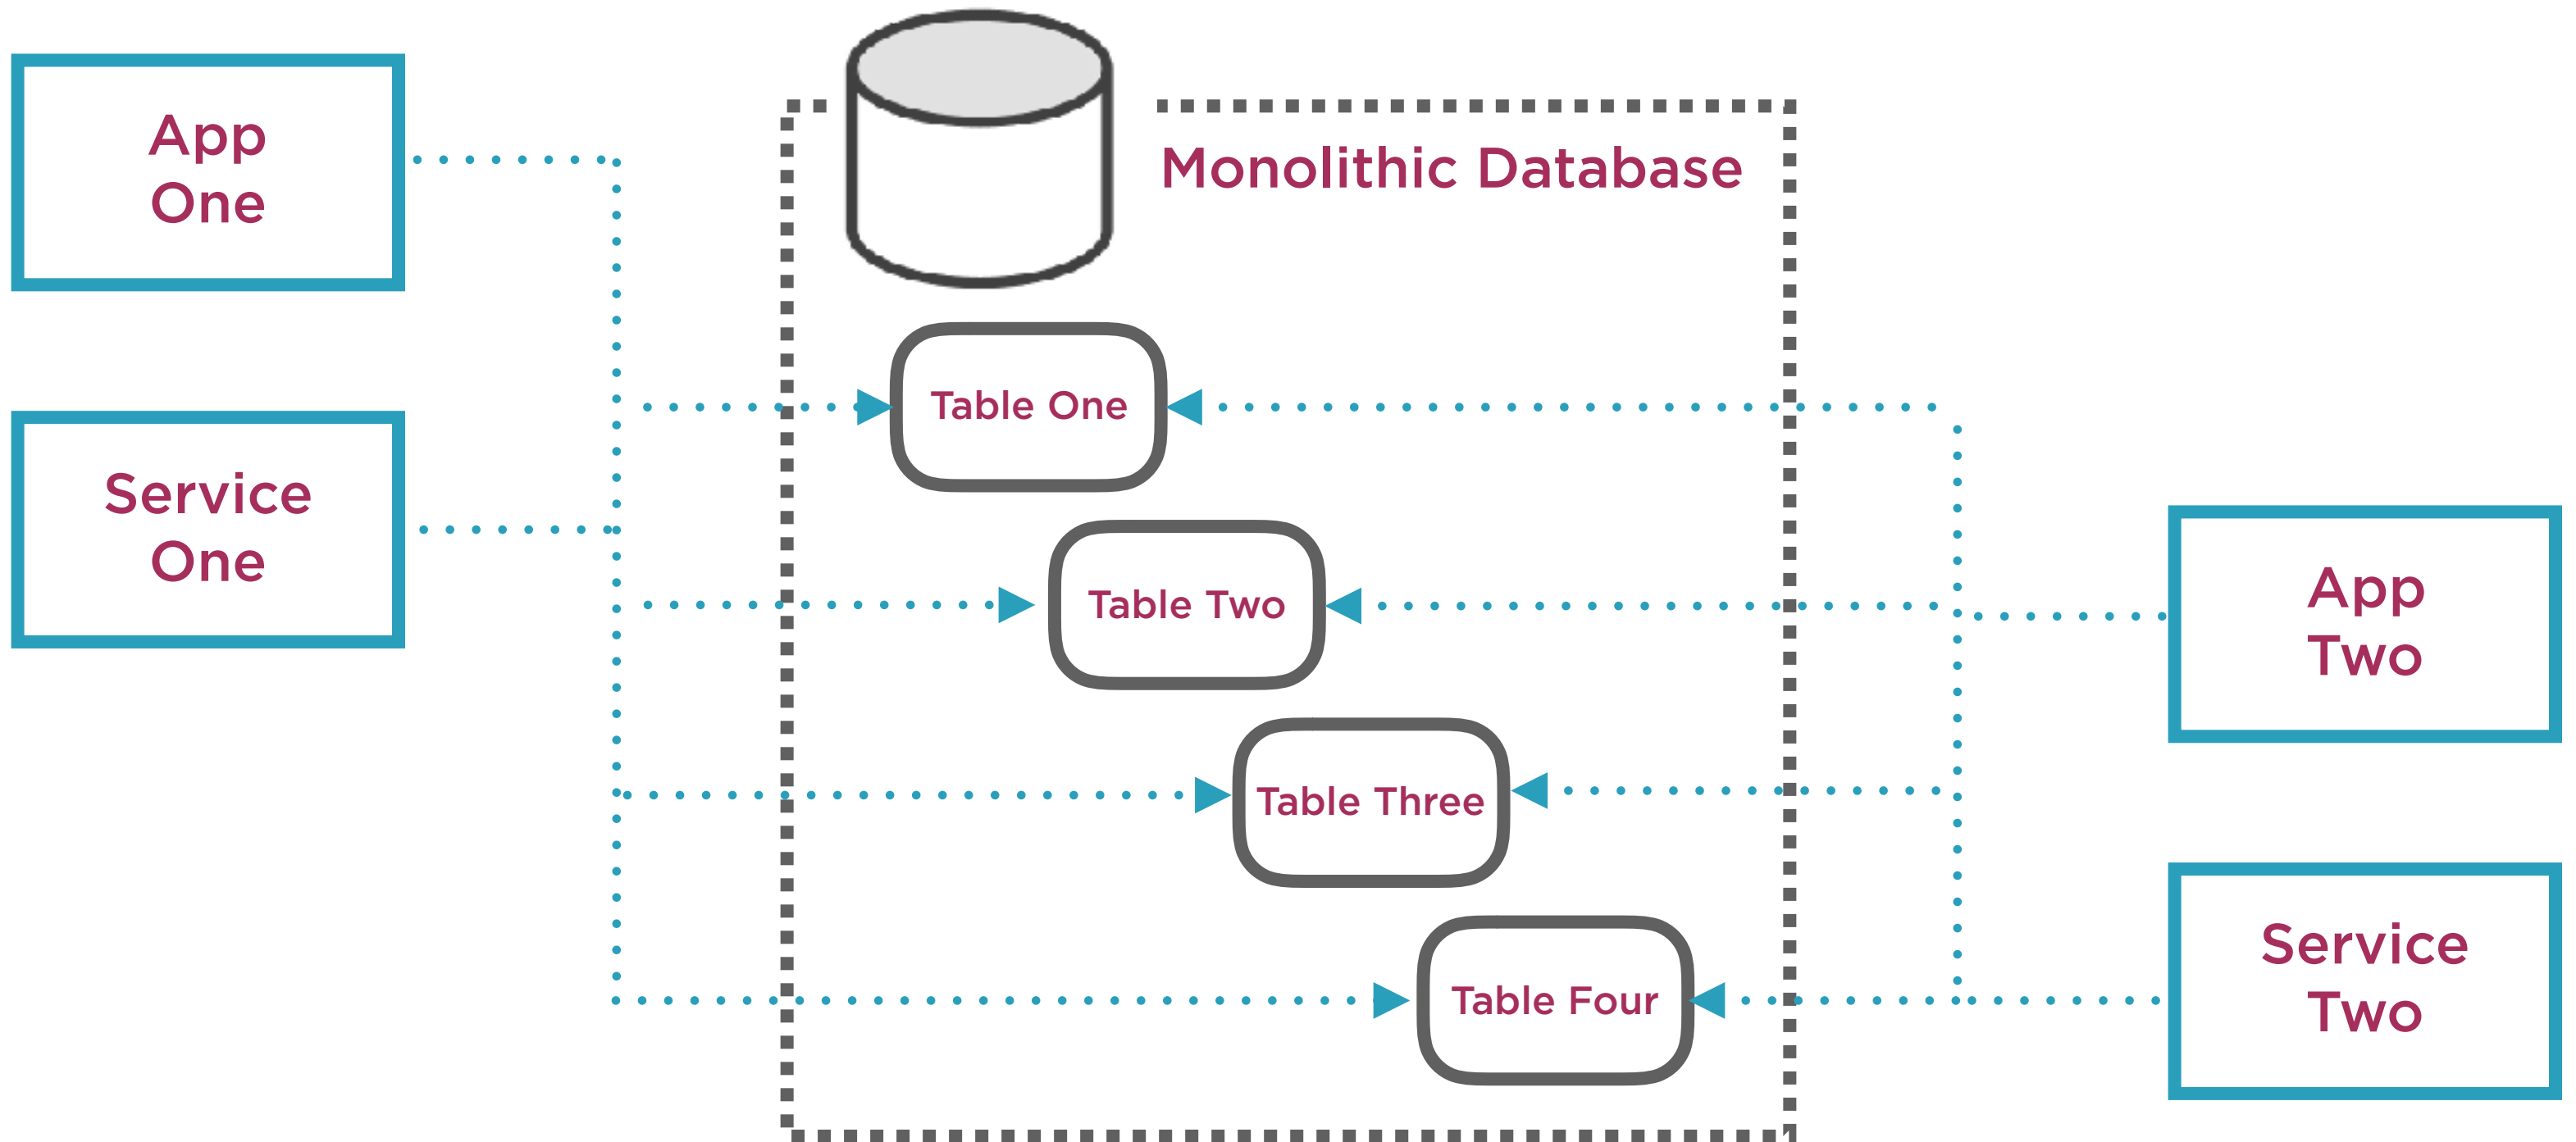 App
One
Monolithic Database
Table One
Service
One
Table Two
App
Two
Table Three
Service
Two
Table Four